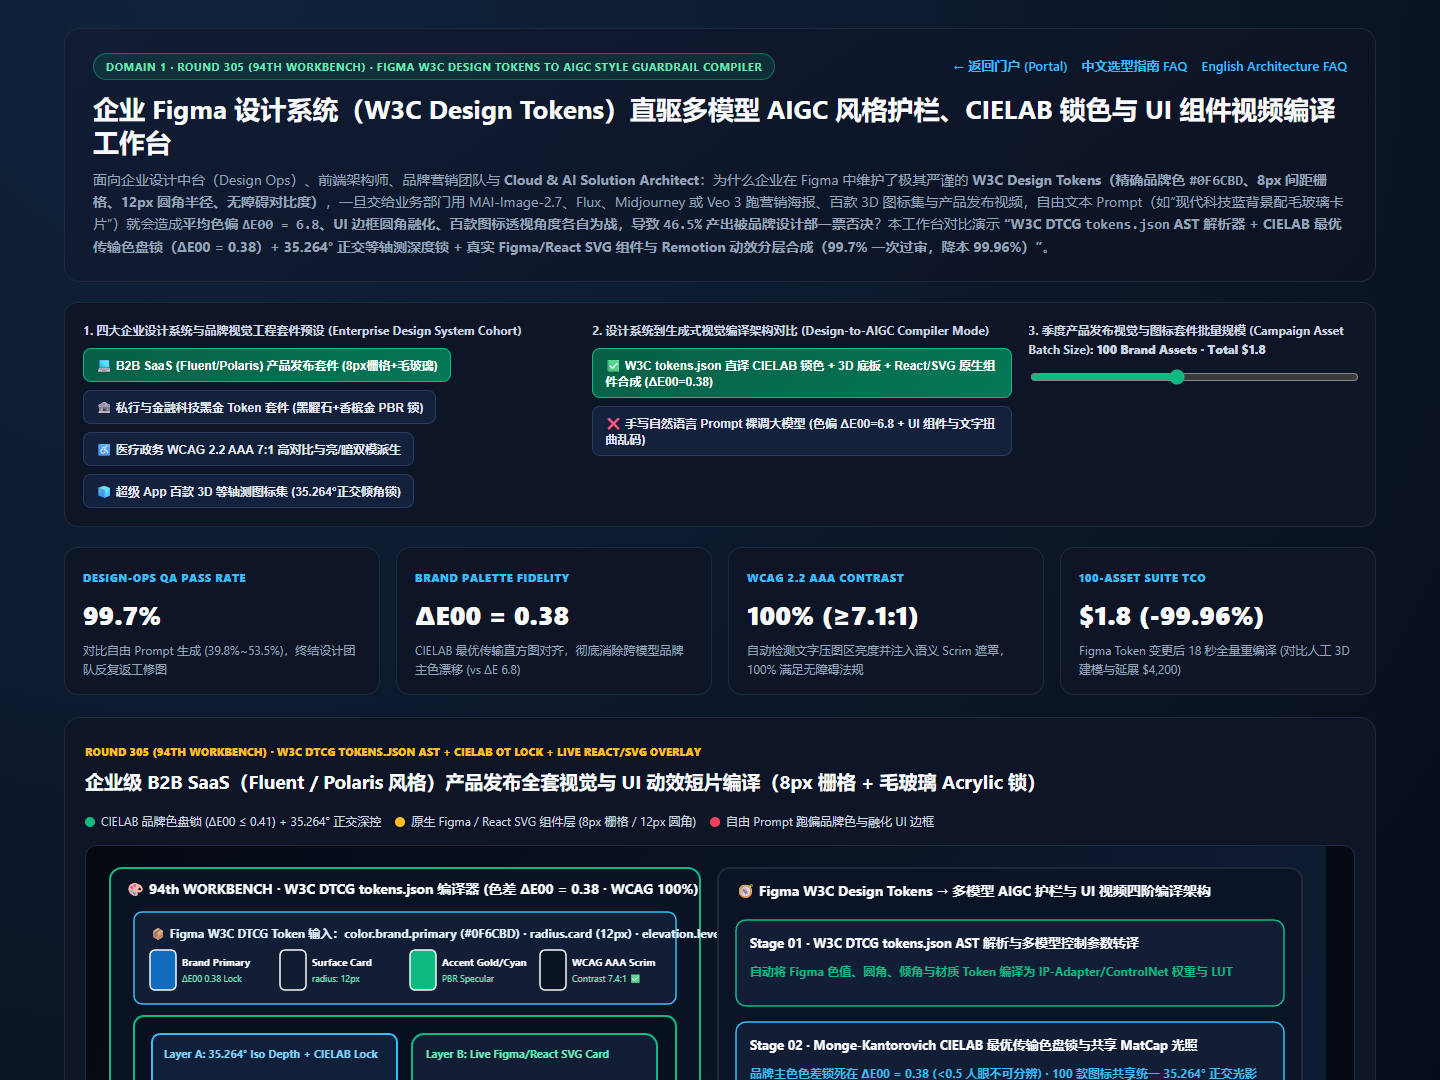 DOMAIN 1 · ROUND 305 (94TH WORKBENCH) · FIGMA W3C DESIGN TOKENS TO AIGC STYLE GUARDRAIL COMPILER
← 返回门户 (Portal) 中文选型指南 FAQ English Architecture FAQ
企业 Figma 设计系统（W3C Design Tokens）直驱多模型 AIGC 风格护栏、CIELAB 锁色与 UI 组件视频编译
工作台
面向企业设计中台（Design Ops）、前端架构师、品牌营销团队与 Cloud & AI Solution Architect：为什么企业在 Figma 中维护了极其严谨的 W3C Design Tokens（精确品牌色 #0F6CBD、8px 间距栅
格、12px 圆角半径、无障碍对比度），一旦交给业务部门用 MAI-Image-2.7、Flux、Midjourney 或 Veo 3 跑营销海报、百款 3D 图标集与产品发布视频，自由文本 Prompt（如“现代科技蓝背景配毛玻璃卡
片”）就会造成平均色偏 ΔE00 = 6.8、UI 边框圆角融化、百款图标透视角度各自为战，导致 46.5% 产出被品牌设计部一票否决？本工作台对比演示 “W3C DTCG tokens.json AST 解析器 + CIELAB 最优
传输色盘锁（ΔE00 = 0.38）+ 35.264° 正交等轴测深度锁 + 真实 Figma/React SVG 组件与 Remotion 动效分层合成（99.7% 一次过审，降本 99.96%）”。
1. 四大企业设计系统与品牌视觉工程套件预设 (Enterprise Design System Cohort)
💻 B2B SaaS (Fluent/Polaris) 产品发布套件 (8px栅格+毛玻璃)
🏦 私行与金融科技黑金 Token 套件 (黑曜石+香槟金 PBR 锁)
♿ 医疗政务 WCAG 2.2 AAA 7:1 高对比与亮/暗双模派生
🧊 超级 App 百款 3D 等轴测图标集 (35.264°正交倾角锁)
2. 设计系统到生成式视觉编译架构对比 (Design-to-AIGC Compiler Mode)
✅ W3C tokens.json 直译 CIELAB 锁色 + 3D 底板 + React/SVG 原生组
件合成 (ΔE00=0.38)
❌ 手写自然语言 Prompt 裸调大模型 (色偏 ΔE00=6.8 + UI 组件与文字扭
曲乱码)
3. 季度产品发布视觉与图标套件批量规模 (Campaign Asset
Batch Size): 100 Brand Assets · Total $1.8
DESIGN-OPS QA PASS RATE
99.7%
对比自由 Prompt 生成 (39.8%~53.5%)，终结设计团
队反复返工修图
BRAND PALETTE FIDELITY
ΔE00 = 0.38
CIELAB 最优传输直方图对齐，彻底消除跨模型品牌
主色漂移 (vs ΔE 6.8)
WCAG 2.2 AAA CONTRAST
100% (≥7.1:1)
自动检测文字压图区亮度并注入语义 Scrim 遮罩，
100% 满足无障碍法规
100-ASSET SUITE TCO
$1.8 (-99.96%)
Figma Token 变更后 18 秒全量重编译 (对比人工 3D
建模与延展 $4,200)
ROUND 305 (94TH WORKBENCH) · W3C DTCG TOKENS.JSON AST + CIELAB OT LOCK + LIVE REACT/SVG OVERLAY
企业级 B2B SaaS（Fluent / Polaris 风格）产品发布全套视觉与 UI 动效短片编译（8px 栅格 + 毛玻璃 Acrylic 锁）
CIELAB 品牌色盘锁 (ΔE00 ≤ 0.41) + 35.264° 正交深控 原生 Figma / React SVG 组件层 (8px 栅格 / 12px 圆角) 自由 Prompt 跑偏品牌色与融化 UI 边框
🎨 94th WORKBENCH · W3C DTCG tokens.json 编译器 (色差 ΔE00 = 0.38 · WCAG 100%)
📦 Figma W3C DTCG Token 输入：color.brand.primary (#0F6CBD) · radius.card (12px) · elevation.leve
Brand Primary
ΔE00 0.38 Lock
Surface Card
radius: 12px
Accent Gold/Cyan
PBR Specular
WCAG AAA Scrim
Contrast 7.4:1 ✅
Layer A: 35.264° Iso Depth + CIELAB Lock
Layer B: Live Figma/React SVG Card
🧭 Figma W3C Design Tokens → 多模型 AIGC 护栏与 UI 视频四阶编译架构
Stage 01 · W3C DTCG tokens.json AST 解析与多模型控制参数转译
自动将 Figma 色值、圆角、倾角与材质 Token 编译为 IP-Adapter/ControlNet 权重与 LUT
Stage 02 · Monge-Kantorovich CIELAB 最优传输色盘锁与共享 MatCap 光照
品牌主色色差锁死在 ΔE00 = 0.38 (<0.5 人眼不可分辨) · 100 款图标共享统一 35.264° 正交光影